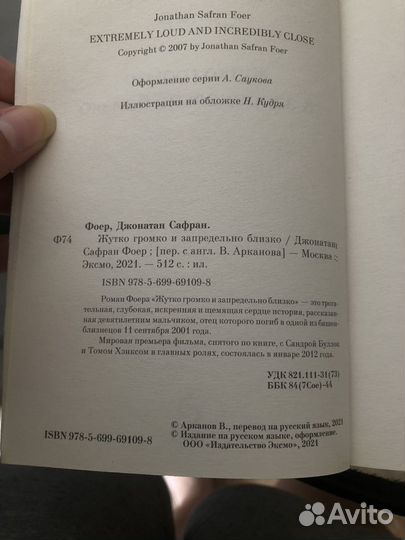 Jonathan Safran Foer
EXTREMELY LOUD AND INCREDIBLY CLOSE
Copyright © 2007 by Jonathan Safran Foer
Оформление серии А. Саукова
Иллюстрация на обложке Н. Кудря
Фоер, Джонатан Сафран.
Ф74 Жутко громко и запредельно близко / Джонатан
Сафран Фоер ; [пер. с англ. В. Арканова] — Москва :
Эксмо, 2021. — 512 с. : ил.
ISBN 978-5-699-69109-8
Роман Фоера «Жутко громко и запредельно близко» — это трога-
тельная, глубокая, искренняя и щемящая сердце история, рассказан-
ная девятилетним мальчиком, отец которого погиб в одной из башен-
близнецов 11 сентября 2001 года.
Мировая премьера фильма, снятого по книге, с Сандрой Буллок
и Томом Хэнксом в главных ролях, состоялась в январе 2012 года.
УДК 821.111-31(73)
ББК 84(7Сое)-44
© Арканов В., перевод на русский язык, 2021
© Издание на русском языке, оформление.
ISBN 978-5-699-69109-8 ООО «Издательство Эксмо», 2021
Avito